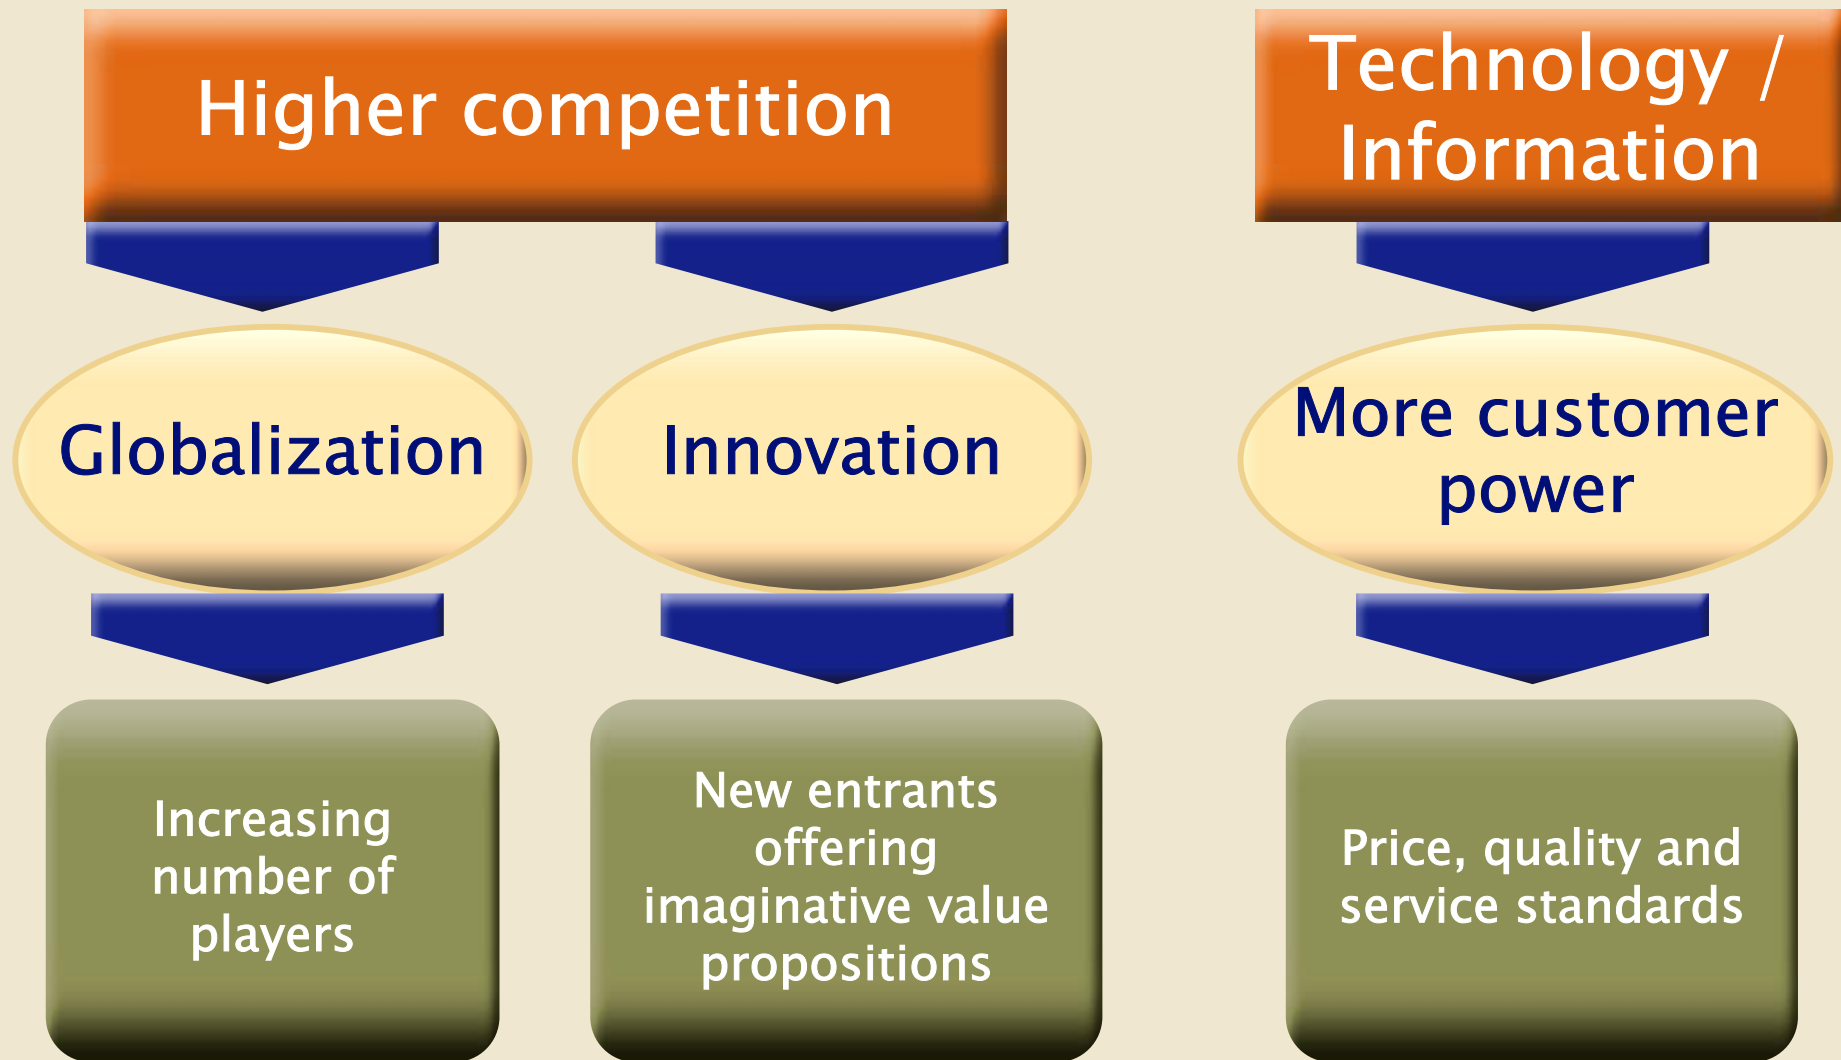 Higher competition
Technology /
Information
Globalization
Innovation
More customer
power
Increasing
number of
players
New entrants
offering
imaginative value
propositions
Price, quality and
service standards